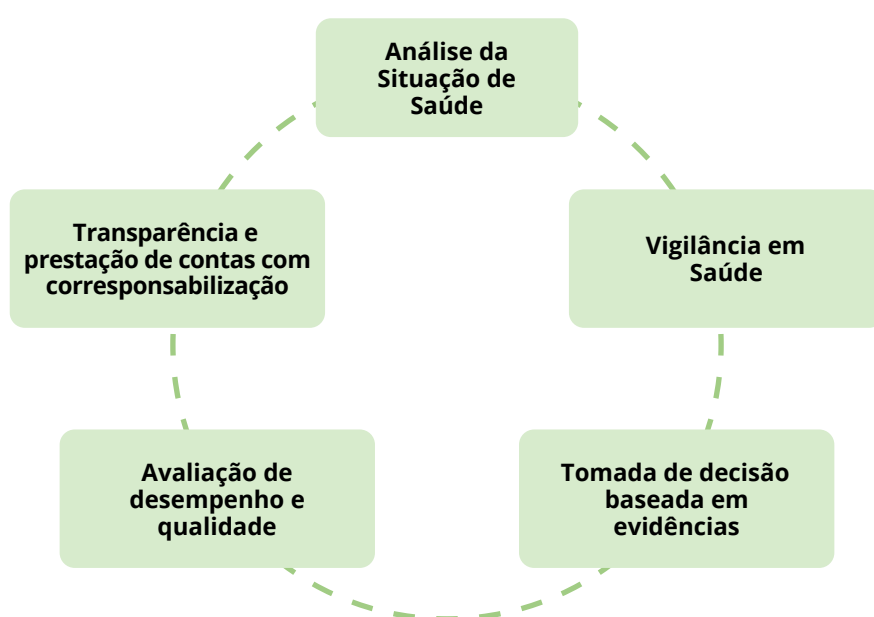 Análise da
Situação de
Saúde
Transparência e
prestação de contas com
corresponsabilização
Vigilância em
Saúde
Avaliação de
desempenho e
qualidade
Tomada de decisão
baseada em
evidências